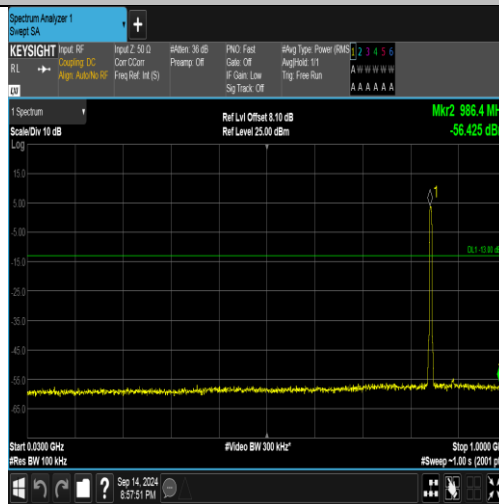 Spectrum Analyzer 1
Swept SA
+
KEYSIGHT Input: RF Input Z: 50 Ω #Atten: 36 dB PNO: Fast #Avg Type: Power (RMS 1 2 3 4 5 6
RL Coupling: DC Corr CCorr Preamp: Off Gate: Off Avg|Hold: 1/1 A W W W W W
Align: Auto/No RF Freq Ref: Int (S) IF Gain: Low Trig: Free Run
Sig Track: Off A A A A A A
1 Spectrum
Scale/Div 10 dB
Ref Lvl Offset 8.10 dB
Ref Level 25.00 dBm
Mkr2 986.4 MH
-56.425 dB
Log
15.0
5.00
1
-5.00
DL1 -13.00 dB
-15.0
-25.0
-35.0
-45.0
-55.0
-65.0
Start 0.0300 GHz #Video BW 300 kHz* Stop 1.0000 G
#Res BW 100 kHz #Sweep ~1.00 s (2001 pt
? Sep 14, 2024
8:57:51 PM